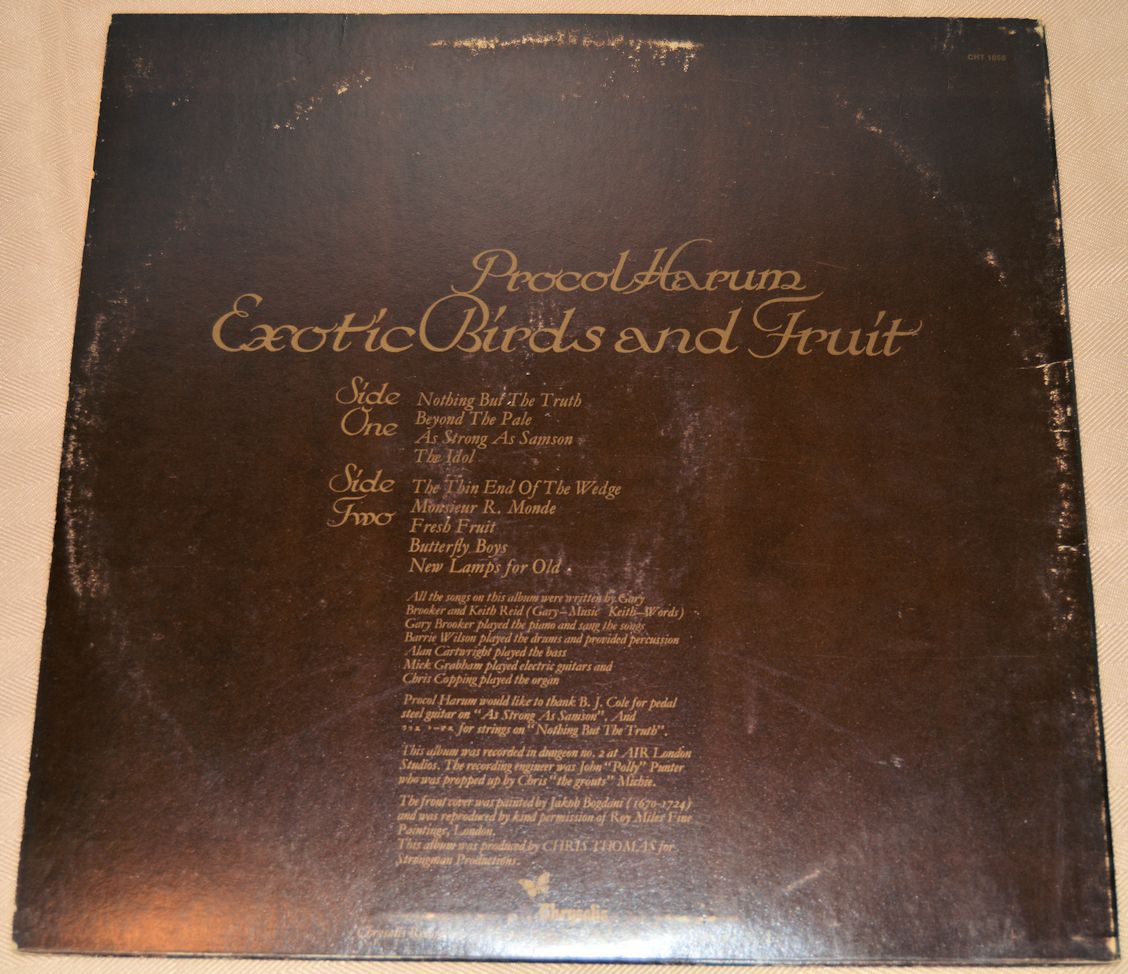 CHT 1058
Procol Harum
Exotic Birds and Fruit
Side One
Nothing But The Truth
Beyond The Pale
As Strong As Samson
The Idol
Side Two
The Thin End Of The Wedge
Monsieur R. Monde
Fresh Fruit
Butterfly Boys
New Lamps for Old
All the songs on this album were written by Gary
Brooker and Keith Reid (Gary–Music Keith–Words)
Gary Brooker played the piano and sang the songs
Barrie Wilson played the drums and provided percussion
Alan Cartwright played the bass
Mick Grabham played electric guitars and
Chris Copping played the organ
Procol Harum would like to thank B. J. Cole for pedal
steel guitar on "As Strong As Samson". And
for strings on "Nothing But The Truth".
This album was recorded in dungeon no. 2 at AIR London
Studios. The recording engineer was John "Polly" Punter
who was propped up by Chris "the grouts" Michie.
The front cover was painted by Jakob Bogdani (1670-1724)
and was reproduced by kind permission of Roy Miles Fine
Paintings, London.
This album was produced by CHRIS THOMAS for
Strongman Productions.
Chrysalis
Chrysalis